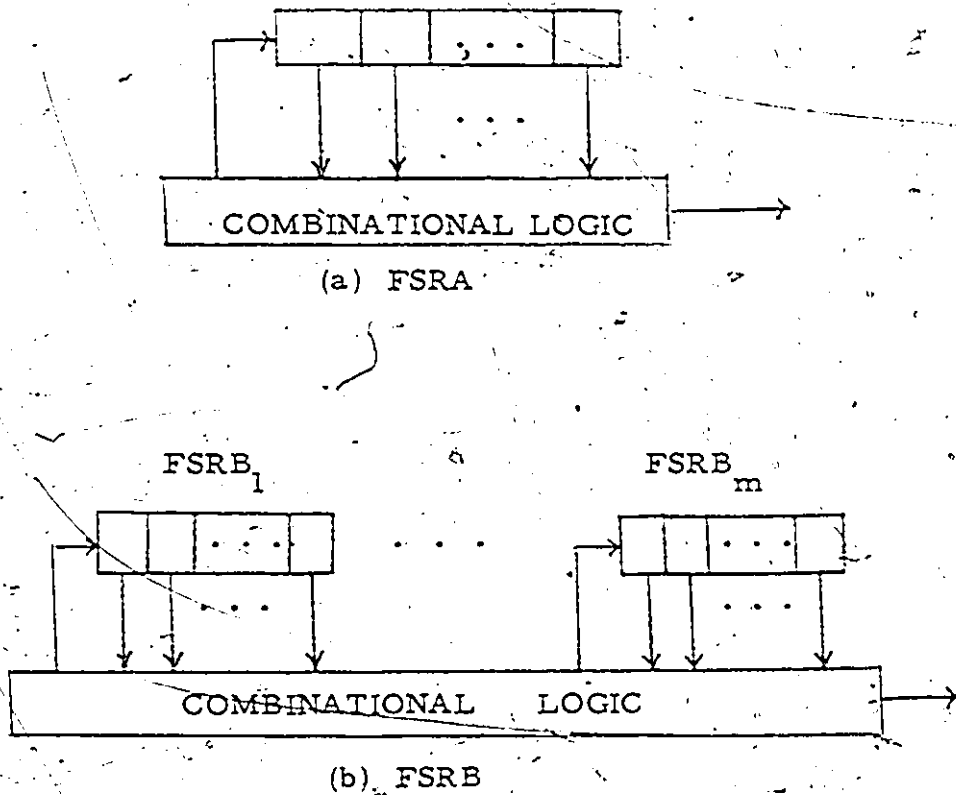 COMBINATIONAL LOGIC
(a) FSRA
FSRB1 FSRBm
COMBINATIONAL LOGIC
(b) FSRB